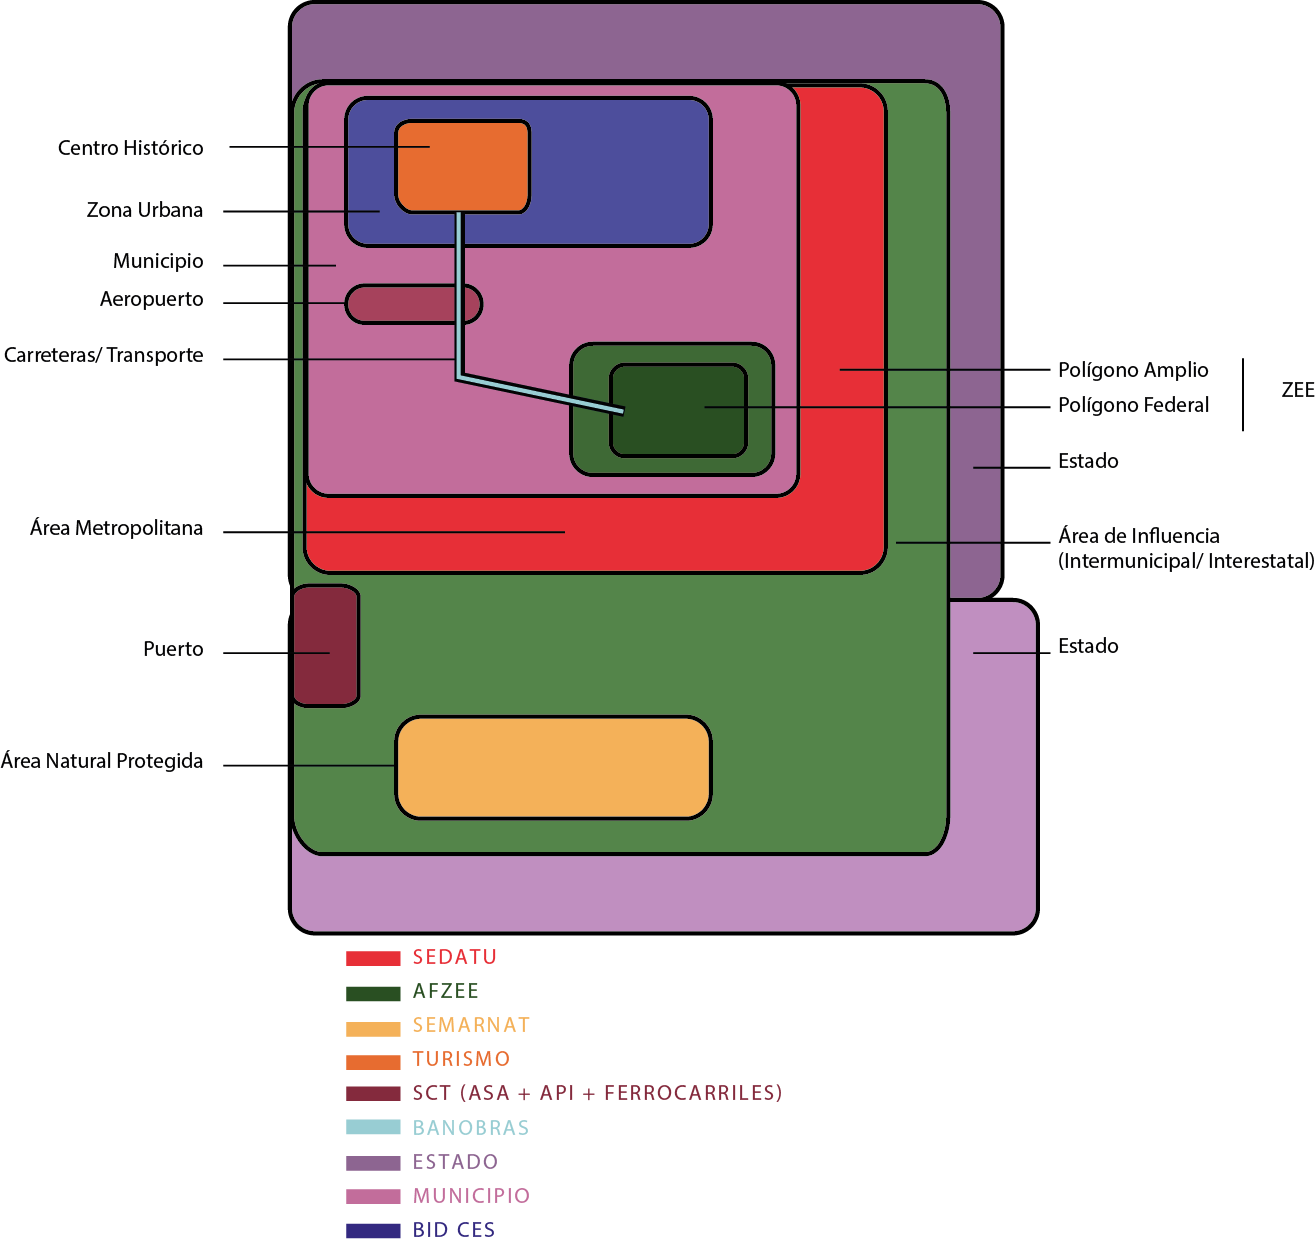 Centro Histórico
Zona Urbana
Municipio
Aeropuerto
Carreteras/ Transporte
Polígono Amplio
Polígono Federal
ZEE
Estado
Área Metropolitana
Área de Influencia
(Intermunicipal/ Interestatal)
Puerto
Estado
Área Natural Protegida
SEDATU
AFZEE
SEMARNAT
TURISMO
SCT (ASA + API + FERROCARRILES)
BANOBRAS
ESTADO
MUNICIPIO
BID CES